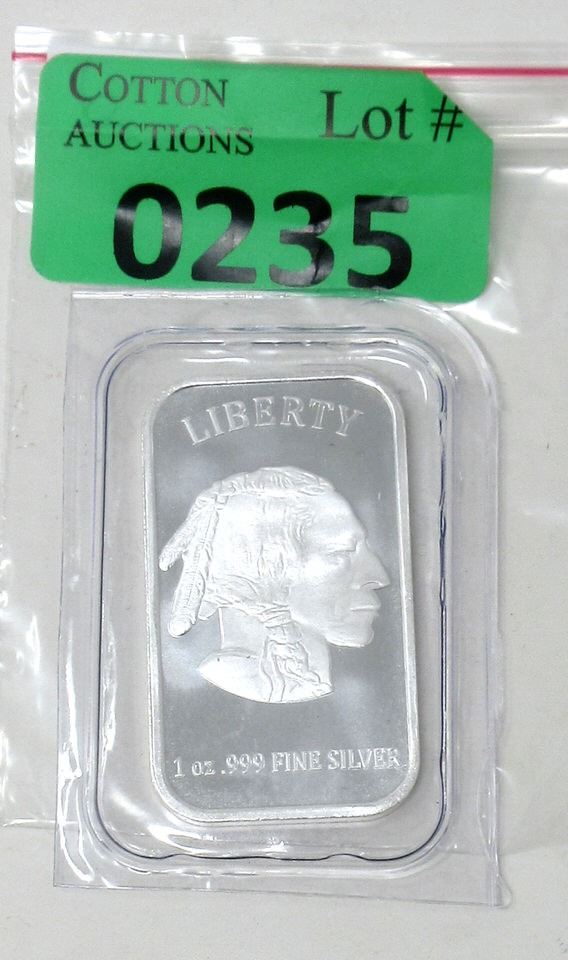 COTTON
AUCTIONS
Lot #
0235
LIBERTY
1 oz .999 FINE SILVER